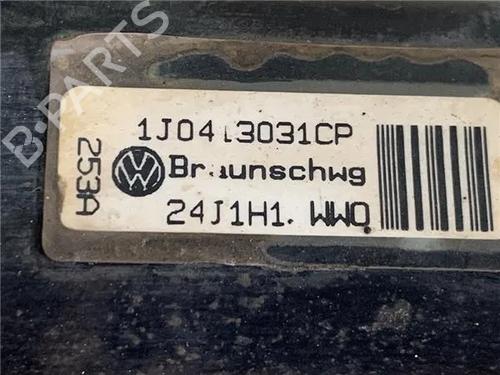 B-PARTS
1J0413031CP
Braunschwg
24J1H1. WWO
253A